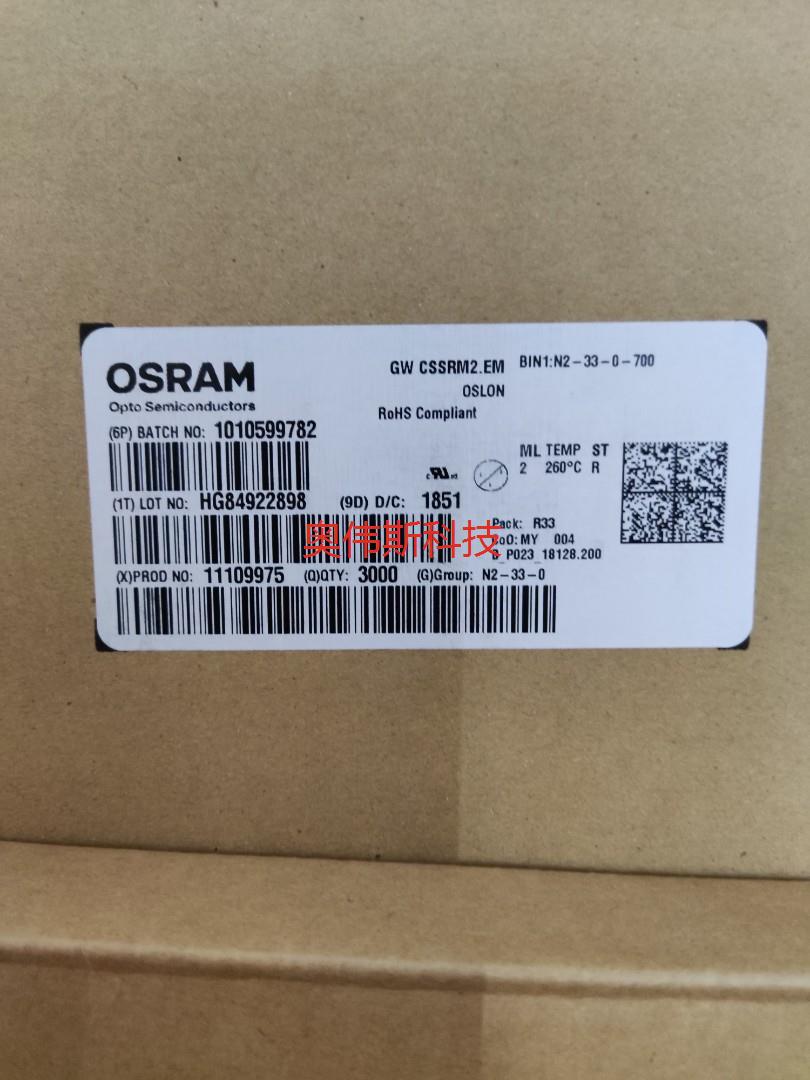 OSRAM
Opto Semiconductors
GW CSSRM2.EM
OSLON
RoHS Compliant
BIN1:N2-33-0-700
(6P) BATCH NO: 1010599782
ML TEMP ST
2 260°C R
(1T) LOT NO: HG84922898 (9D) D/C: 1851
Pack: R33
CoO: MY 004
P023_18128.200
奥伟斯科技
(X)PROD NO: 11109975 (Q)QTY: 3000 (G)Group: N2-33-0